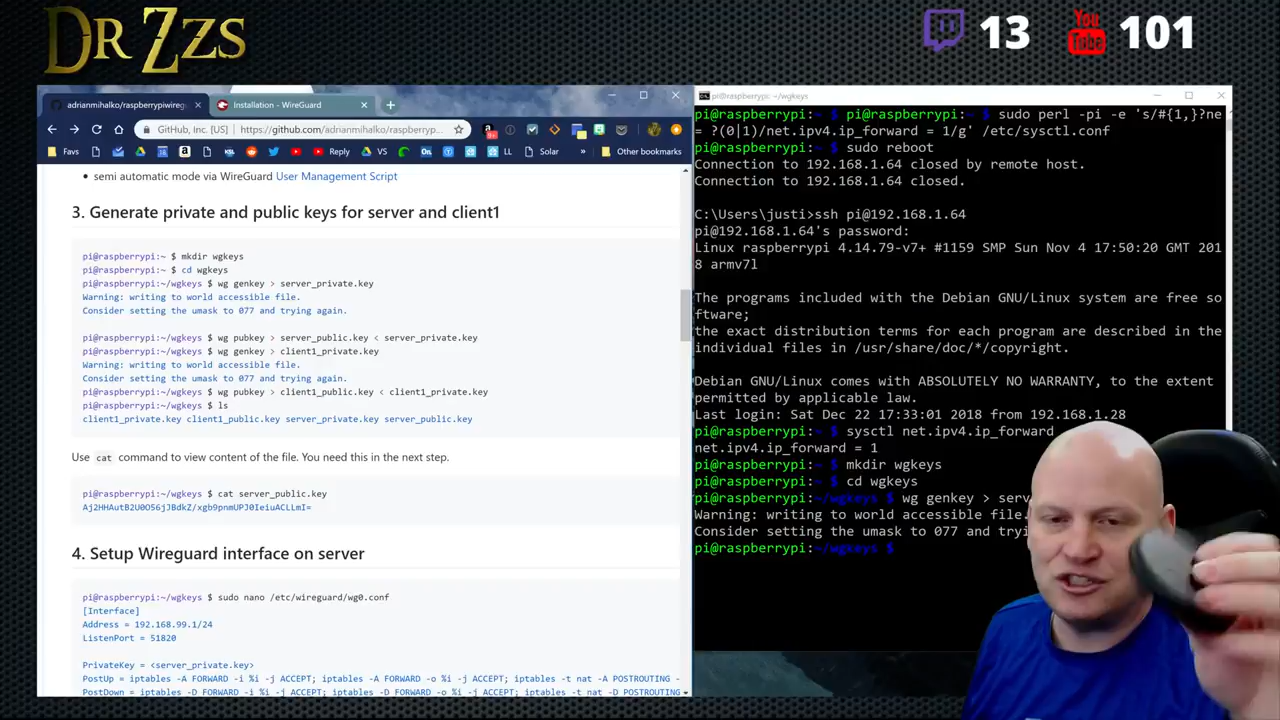 DR ZZS
13
You Tube
101
adrianmihalko/raspberrypiwireg
Installation - WireGuard
GitHub, Inc. [US]
https://github.com/adrianmihalko/raspberryp
Favs
Reply
VS
On
LL
Solar
»
Other bookmarks
• semi automatic mode via WireGuard User Management Script
3. Generate private and public keys for server and client1
pi@raspberrypi:~ $ mkdir wgkeys
pi@raspberrypi:~ $ cd wgkeys
pi@raspberrypi:~/wgkeys $ wg genkey > server_private.key
Warning: writing to world accessible file.
Consider setting the umask to 077 and trying again.
pi@raspberrypi:~/wgkeys $ wg pubkey > server_public.key < server_private.key
pi@raspberrypi:~/wgkeys $ wg genkey > client1_private.key
Warning: writing to world accessible file.
Consider setting the umask to 077 and trying again.
pi@raspberrypi:~/wgkeys $ wg pubkey > client1_public.key < client1_private.key
pi@raspberrypi:~/wgkeys $ ls
client1_private.key client1_public.key server_private.key server_public.key
Use cat command to view content of the file. You need this in the next step.
pi@raspberrypi:~/wgkeys $ cat server_public.key
Aj2HHAutB2U0O56jJBdkZ/xgb9pnmUPJ0IeiuACLLmI=
4. Setup Wireguard interface on server
pi@raspberrypi:~/wgkeys $ sudo nano /etc/wireguard/wg0.conf
[Interface]
Address = 192.168.99.1/24
ListenPort = 51820
PrivateKey = <server_private.key>
PostUp = iptables -A FORWARD -i %i -j ACCEPT; iptables -A FORWARD -o %i -j ACCEPT; iptables -t nat -A POSTROUTING -
PostDown = iptables -D FORWARD -i %i -j ACCEPT; iptables -D FORWARD -o %i -j ACCEPT; iptables -t nat -D POSTROUTING
pi@raspberrypi: ~/wgkeys
pi@raspberrypi:~ $ pi@raspberrypi:~ $ sudo perl -pi -e 's/#{1,}?ne
= ?(0|1)/net.ipv4.ip_forward = 1/g' /etc/sysctl.conf
pi@raspberrypi:~ $ sudo reboot
Connection to 192.168.1.64 closed by remote host.
Connection to 192.168.1.64 closed.
C:\Users\justi>ssh pi@192.168.1.64
pi@192.168.1.64's password:
Linux raspberrypi 4.14.79-v7+ #1159 SMP Sun Nov 4 17:50:20 GMT 201
8 armv7l
The programs included with the Debian GNU/Linux system are free so
ftware;
the exact distribution terms for each program are described in the
individual files in /usr/share/doc/*/copyright.
Debian GNU/Linux comes with ABSOLUTELY NO WARRANTY, to the extent
permitted by applicable law.
Last login: Sat Dec 22 17:33:01 2018 from 192.168.1.28
pi@raspberrypi:~ $ sysctl net.ipv4.ip_forward
net.ipv4.ip_forward = 1
pi@raspberrypi:~ $ mkdir wgkeys
pi@raspberrypi:~ $ cd wgkeys
pi@raspberrypi:~/wgkeys $ wg genkey > serv
Warning: writing to world accessible file.
Consider setting the umask to 077 and tryi
pi@raspberrypi:~/wgkeys $